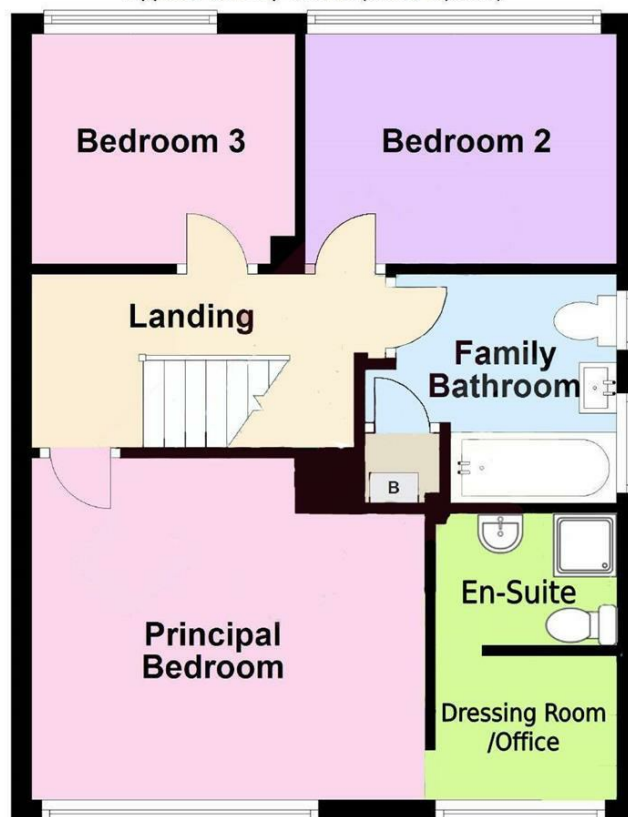 Bedroom 3
Bedroom 2
Landing
Family
Bathroom
B
En-Suite
Principal
Bedroom
Dressing Room
/Office